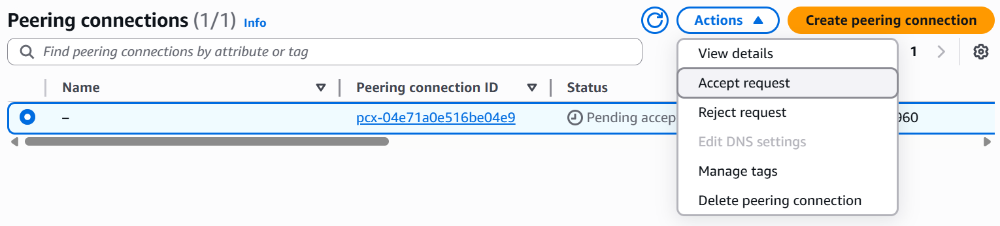 Peering connections (1/1) Info
Actions
Create peering connection
Find peering connections by attribute or tag
1
Name
Peering connection ID
Status
– pcx-04e71a0e516be04e9 Pending accep 960
View details
Accept request
Reject request
Edit DNS settings
Manage tags
Delete peering connection